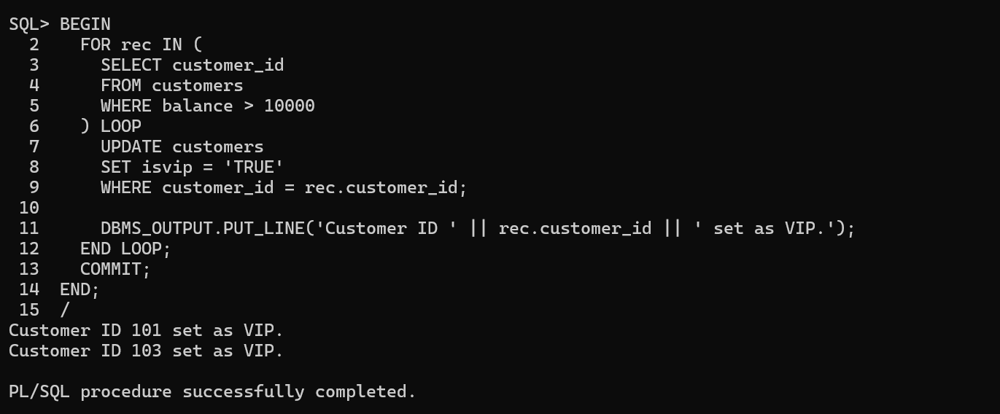 SQL> BEGIN
  2    FOR rec IN (
  3      SELECT customer_id
  4      FROM customers
  5      WHERE balance > 10000
  6    ) LOOP
  7      UPDATE customers
  8      SET isvip = 'TRUE'
  9      WHERE customer_id = rec.customer_id;
 10
 11      DBMS_OUTPUT.PUT_LINE('Customer ID ' || rec.customer_id || ' set as VIP.');
 12    END LOOP;
 13    COMMIT;
 14  END;
 15  /
Customer ID 101 set as VIP.
Customer ID 103 set as VIP.

PL/SQL procedure successfully completed.